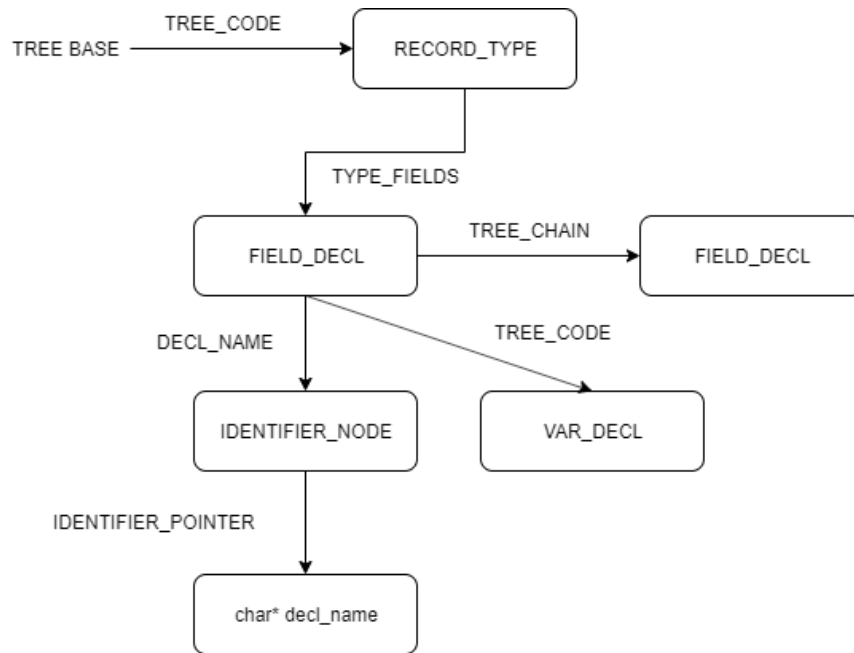 TREE_CODE
TREE BASE
RECORD_TYPE
TYPE_FIELDS
FIELD_DECL
TREE_CHAIN
FIELD_DECL
DECL_NAME
TREE_CODE
IDENTIFIER_NODE
VAR_DECL
IDENTIFIER_POINTER
char* decl_name